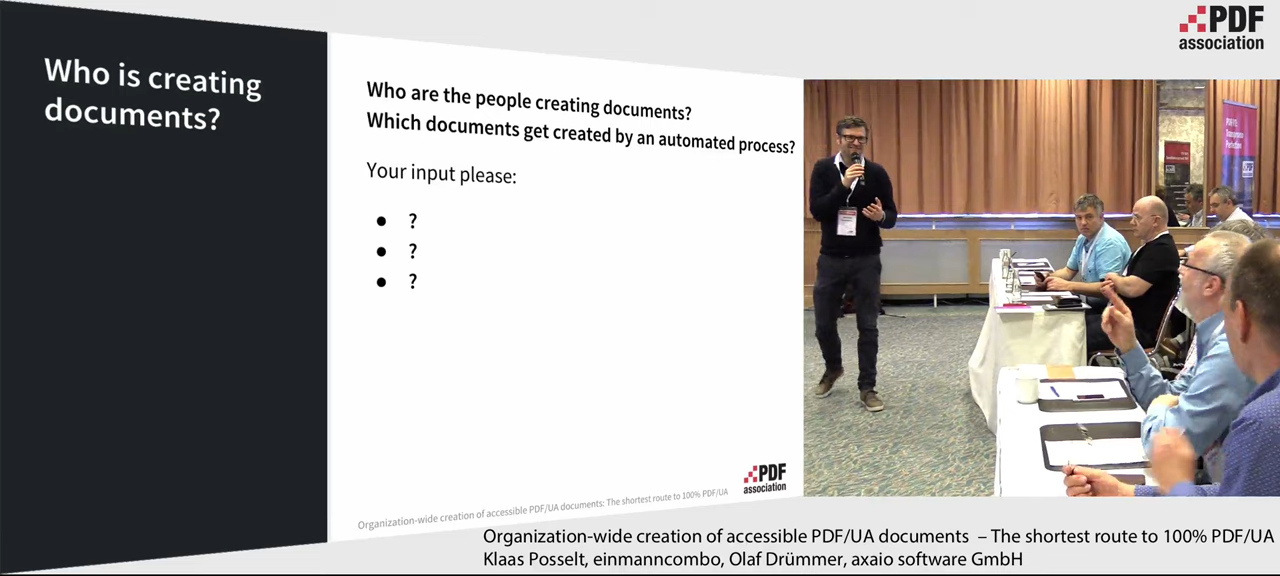 Who is creating
documents?
Who are the people creating documents?
Which documents get created by an automated process?
Your input please:
● ?
● ?
● ?
Organization-wide creation of accessible PDF/UA documents: The shortest route to 100% PDF/UA
PDF
association
PDF
association
Organization-wide creation of accessible PDF/UA documents – The shortest route to 100% PDF/UA
Klaas Posselt, einmanncombo, Olaf Drümmer, axaio software GmbH